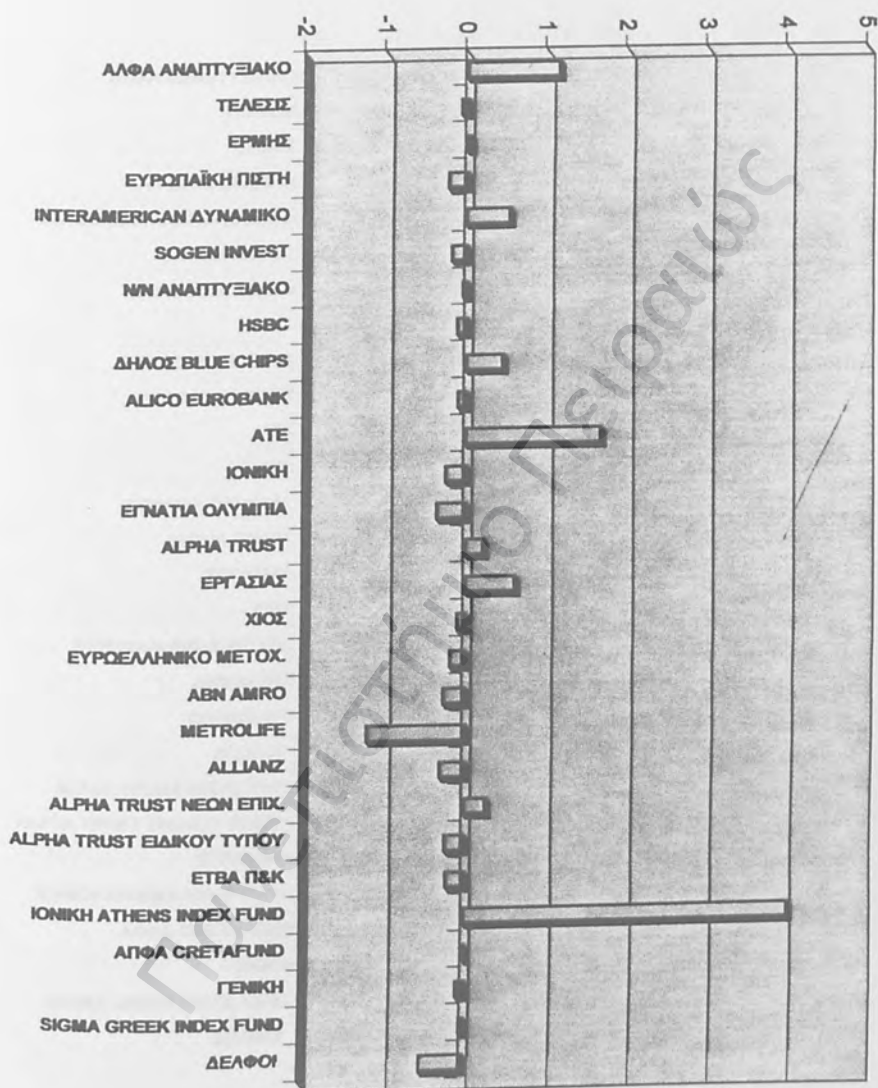 -2 -1 0 1 2 3 4 5
ΑΛΦΑ ΑΝΑΠΤΥΞΙΑΚΟ
ΤΕΛΕΣΙΣ
ΕΡΜΗΣ
ΕΥΡΩΠΑΪΚΗ ΠΙΣΤΗ
INTERAMERICAN ΔΥΝΑΜΙΚΟ
SOGEN INVEST
N/N ΑΝΑΠΤΥΞΙΑΚΟ
HSBC
ΔΗΛΟΣ BLUE CHIPS
ALICO EUROBANK
ΑΤΕ
ΙΟΝΙΚΗ
ΕΓΝΑΤΙΑ ΟΛΥΜΠΙΑ
ALPHA TRUST
ΕΡΓΑΣΙΑΣ
ΧΙΟΣ
ΕΥΡΩΕΛΛΗΝΙΚΟ ΜΕΤΟΧ.
ABN AMRO
METROLIFE
ALLIANZ
ALPHA TRUST ΝΕΩΝ ΕΠΙΧ.
ALPHA TRUST ΕΙΔΙΚΟΥ ΤΥΠΟΥ
ΕΤΒΑ Π&Κ
ΙΟΝΙΚΗ ATHENS INDEX FUND
ΑΠΦΑ CRETAFUND
ΓΕΝΙΚΗ
SIGMA GREEK INDEX FUND
ΔΕΛΦΟΙ
Πανεπιστήμιο Πειραιώς